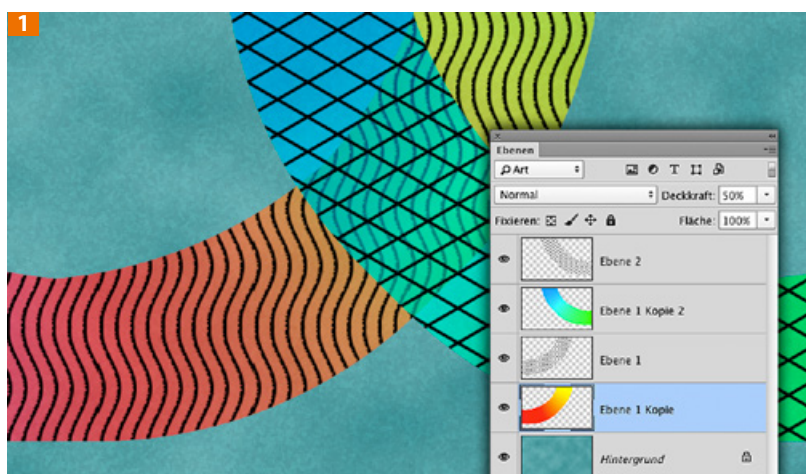 1
Ebenen
Art
Normal Deckkraft: 50%
Fixieren: Fläche: 100%
Ebene 2
Ebene 1 Kopie 2
Ebene 1
Ebene 1 Kopie
Hintergrund